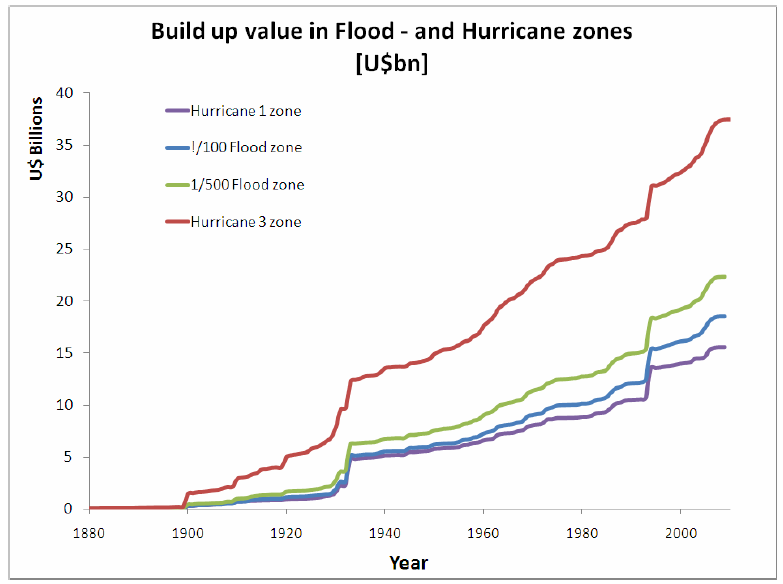 Build up value in Flood - and Hurricane zones
[U$bn]
U$ Billions
40
35
30
25
20
15
10
5
0
Hurricane 1 zone
!/100 Flood zone
1/500 Flood zone
Hurricane 3 zone
1880 1900 1920 1940 1960 1980 2000
Year